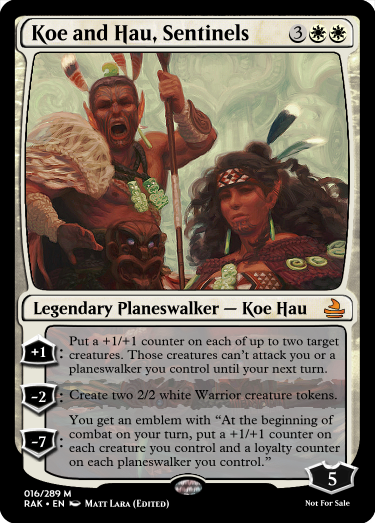 Koe and Hau, Sentinels 3
Legendary Planeswalker — Koe Hau
+1: Put a +1/+1 counter on each of up to two target
creatures. Those creatures can't attack you or a
planeswalker you control until your next turn.
-2: Create two 2/2 white Warrior creature tokens.
You get an emblem with “At the beginning of
combat on your turn, put a +1/+1 counter on
-7: each creature you control and a loyalty counter
on each planeswalker you control.”
5
016/289 M
RAK • EN Matt Lara (Edited) Not For Sale